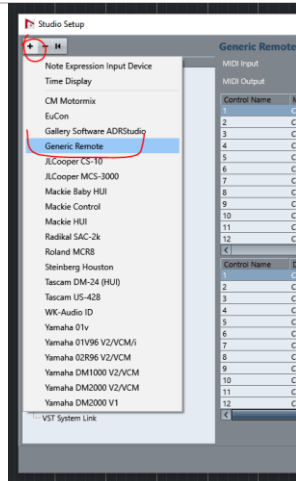 Studio Setup
+ - |◀
Generic Remote
Note Expression Input Device
Time Display
MIDI Input
MIDI Output
CM Motormix
EuCon
Gallery Software ADRStudio
Generic Remote
JLCooper CS-10
JLCooper MCS-3000
Mackie Baby HUI
Mackie Control
Mackie HUI
Radikal SAC-2k
Roland MCR8
Steinberg Houston
Tascam DM-24 (HUI)
Tascam US-428
WK-Audio ID
Yamaha 01v
Yamaha 01V96 V2/VCM/i
Yamaha 02R96 V2/VCM
Yamaha DM1000 V2/VCM
Yamaha DM2000 V2/VCM
Yamaha DM2000 V1
VST System Link
Control Name M
1 C
2 C
3 C
4 C
5 C
6 C
7 C
8 C
9 C
10 C
11 C
12 C
Control Name D
1 C
2 C
3 C
4 C
5 C
6 C
7 C
8 C
9 C
10 C
11 C
12 C